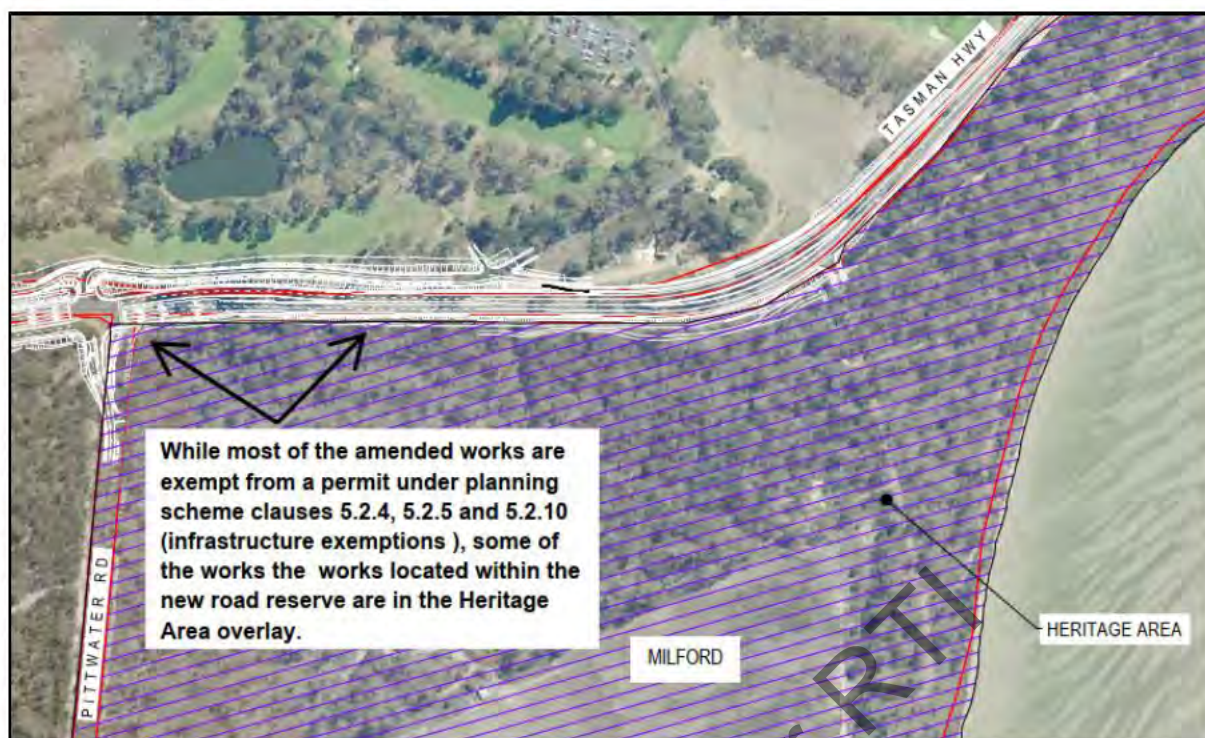 TASMAN HWY
While most of the amended works are
exempt from a permit under planning
scheme clauses 5.2.4, 5.2.5 and 5.2.10
(infrastructure exemptions ), some of
the works the  works located within the
new road reserve are in the Heritage
Area overlay.
PITTWATER RD
MILFORD
HERITAGE AREA
RTI